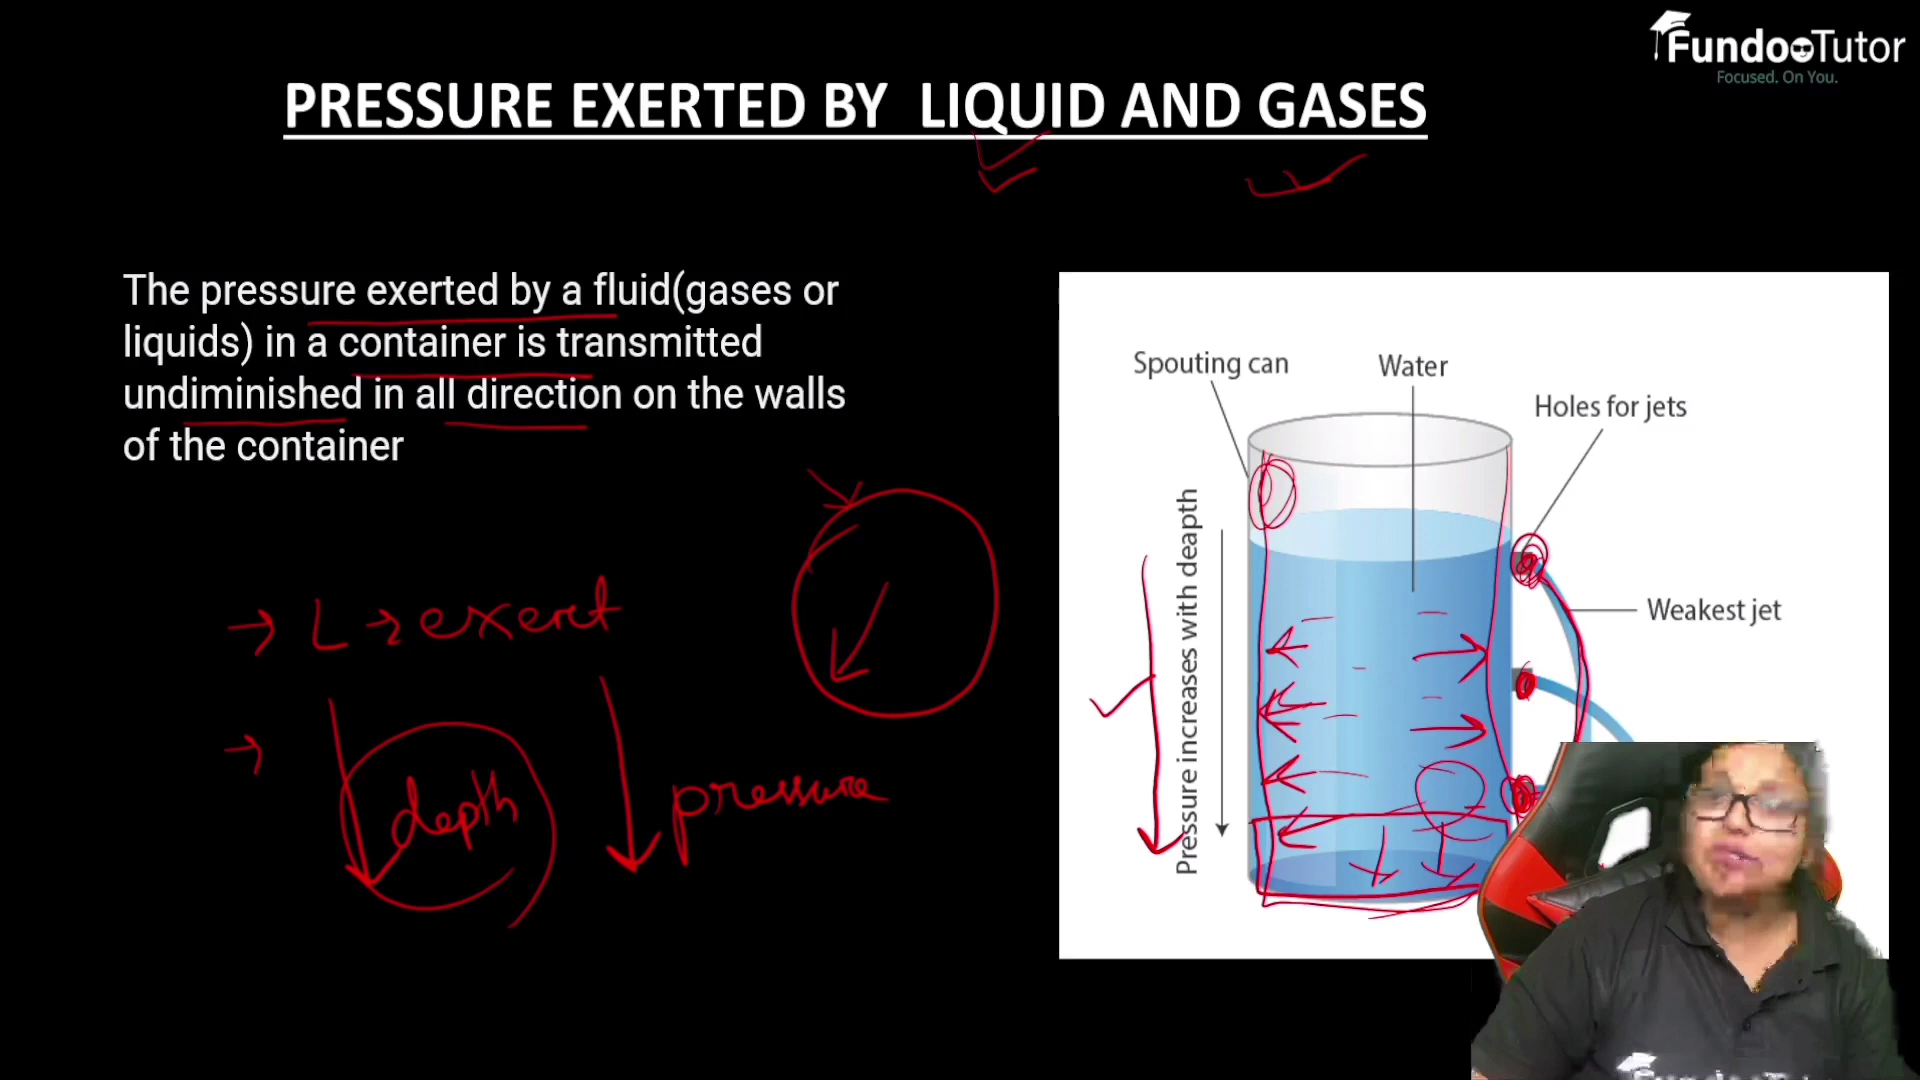 FundooTutor
Focused. On You.
PRESSURE EXERTED BY LIQUID AND GASES
The pressure exerted by a fluid(gases or
liquids) in a container is transmitted
undiminished in all direction on the walls
of the container
→ L → exert
→
depth
pressure
Spouting can
Water
Holes for jets
Pressure increases with deapth
Weakest jet